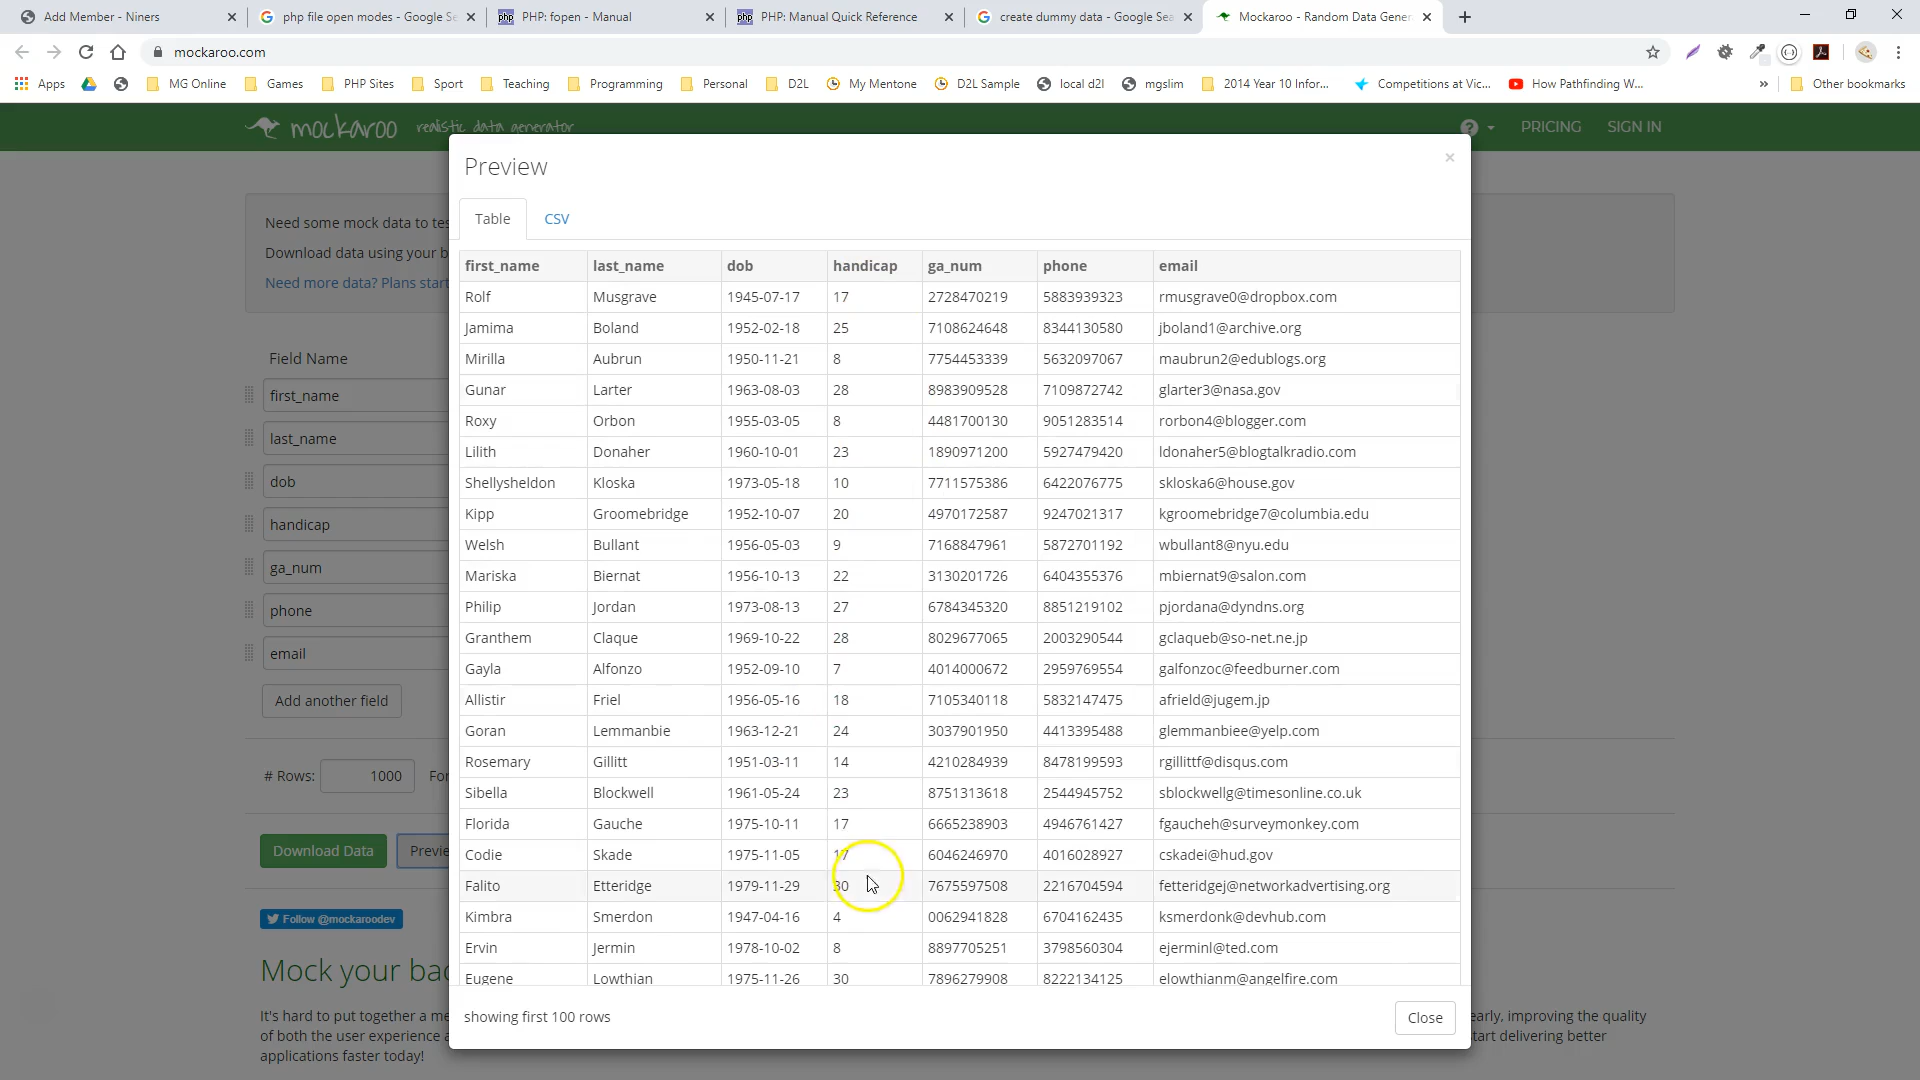 Add Member - Niners
php file open modes - Google Se
PHP: fopen - Manual
PHP: Manual Quick Reference
create dummy data - Google Sea
Mockaroo - Random Data Gener
mockaroo.com
Apps
MG Online
Games
PHP Sites
Sport
Teaching
Programming
Personal
D2L
My Mentone
D2L Sample
local d2l
mgslim
2014 Year 10 Infor...
Competitions at Vic...
How Pathfinding W...
»
Other bookmarks
mockaroo realistic data generator
PRICING
SIGN IN
Need some mock data to tes
Download data using your b
Need more data? Plans start
Field Name
first_name
last_name
dob
handicap
ga_num
phone
email
Add another field
# Rows: 1000 For
Download Data
Previe
Follow @mockaroodev
Mock your bac
It's hard to put together a me
of both the user experience a
applications faster today!
early, improving the quality
start delivering better
Preview
Table CSV
first_name last_name dob handicap ga_num phone email
Rolf Musgrave 1945-07-17 17 2728470219 5883939323 rmusgrave0@dropbox.com
Jamima Boland 1952-02-18 25 7108624648 8344130580 jboland1@archive.org
Mirilla Aubrun 1950-11-21 8 7754453339 5632097067 maubrun2@edublogs.org
Gunar Larter 1963-08-03 28 8983909528 7109872742 glarter3@nasa.gov
Roxy Orbon 1955-03-05 8 4481700130 9051283514 rorbon4@blogger.com
Lilith Donaher 1960-10-01 23 1890971200 5927479420 ldonaher5@blogtalkradio.com
Shellysheldon Kloska 1973-05-18 10 7711575386 6422076775 skloska6@house.gov
Kipp Groomebridge 1952-10-07 20 4970172587 9247021317 kgroomebridge7@columbia.edu
Welsh Bullant 1956-05-03 9 7168847961 5872701192 wbullant8@nyu.edu
Mariska Biernat 1956-10-13 22 3130201726 6404355376 mbiernat9@salon.com
Philip Jordan 1973-08-13 27 6784345320 8851219102 pjordana@dyndns.org
Granthem Claque 1969-10-22 28 8029677065 2003290544 gclaqueb@so-net.ne.jp
Gayla Alfonzo 1952-09-10 7 4014000672 2959769554 galfonzoc@feedburner.com
Allistir Friel 1956-05-16 18 7105340118 5832147475 afrield@jugem.jp
Goran Lemmanbie 1963-12-21 24 3037901950 4413395488 glemmanbiee@yelp.com
Rosemary Gillitt 1951-03-11 14 4210284939 8478199593 rgillittf@disqus.com
Sibella Blockwell 1961-05-24 23 8751313618 2544945752 sblockwellg@timesonline.co.uk
Florida Gauche 1975-10-11 17 6665238903 4946761427 fgaucheh@surveymonkey.com
Codie Skade 1975-11-05 17 6046246970 4016028927 cskadei@hud.gov
Falito Etteridge 1979-11-29 30 7675597508 2216704594 fetteridgej@networkadvertising.org
Kimbra Smerdon 1947-04-16 4 0062941828 6704162435 ksmerdonk@devhub.com
Ervin Jermin 1978-10-02 8 8897705251 3798560304 ejerminl@ted.com
Eugene Lowthian 1975-11-26 30 7896279908 8222134125 elowthianm@angelfire.com
showing first 100 rows
Close